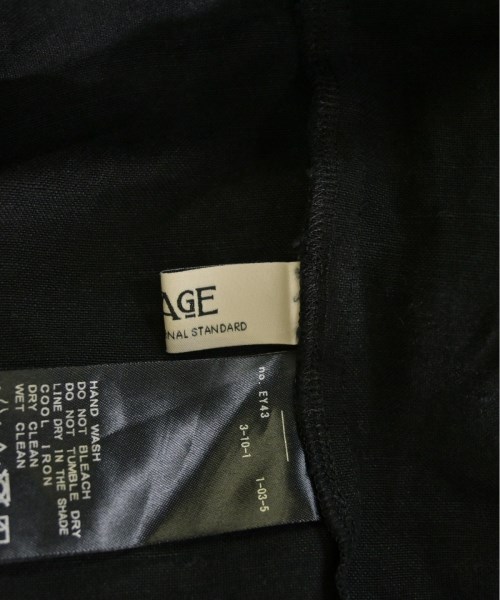 AGE
NAL STANDARD
HAND WASH
DO NOT BLEACH
DO NOT TUMBLE DRY
LINE DRY IN THE SHADE
COOL IRON
DRY CLEAN
WET CLEAN
no. EY43
3-10-1
1-03-5